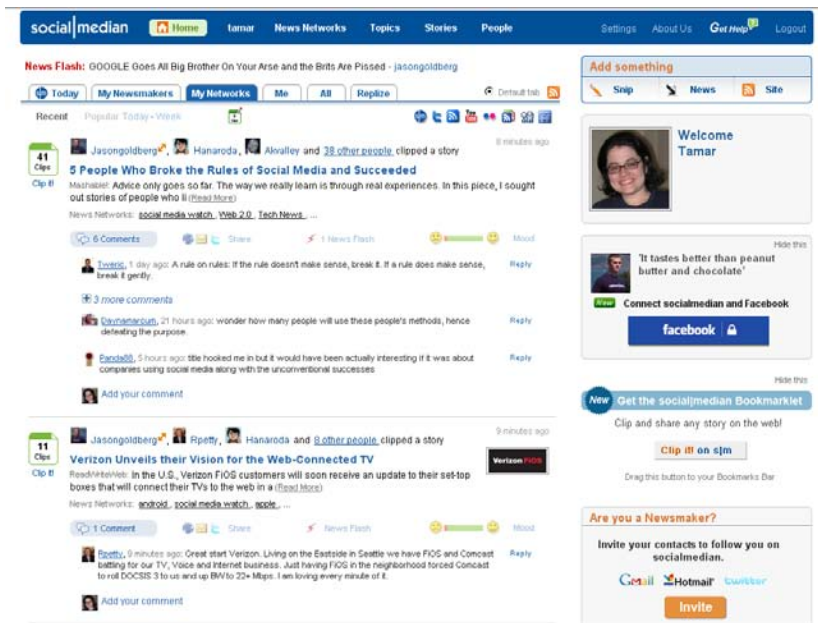 social|median
Home
tamar
News Networks
Topics
Stories
People
Settings
About Us
Get Help
Logout
News Flash: GOOGLE Goes All Big Brother On Your Arse and the Brits Are Pissed - jasongoldberg
Today
My Newsmakers
My Networks
Me
All
Replize
Default tab
Recent
Popular: Today - Week
41
Clips
Clip it!
8 minutes ago
Jasongoldberg, Hanaroda, Akvalley and 38 other people clipped a story
5 People Who Broke the Rules of Social Media and Succeeded
Mashable!: Advice only goes so far. The way we really learn is through real experiences. In this piece, I sought
out stories of people who li (Read More)
News Networks: social media watch , Web 2.0 , Tech News , ...
6 Comments
Share
1 News Flash
Mood
Tweric, 1 day ago: A rule on rules: If the rule doesn't make sense, break it. If a rule does make sense,
break it gently.
Reply
3 more comments
Daynamarcum, 21 hours ago: wonder how many people will use these people's methods, hence
defeating the purpose.
Reply
Panda88, 5 hours ago: title hooked me in but it would have been actually interesting if it was about
companies using social media along with the unconventional successes
Reply
Add your comment
11
Clips
Clip it!
9 minutes ago
Jasongoldberg, Rpetty, Hanaroda and 8 other people clipped a story
Verizon Unveils their Vision for the Web-Connected TV
Verizon FiOS
ReadWriteWeb: In the U.S., Verizon FiOS customers will soon receive an update to their set-top
boxes that will connect their TVs to the web in a (Read More)
News Networks: android , social media watch , apple , ...
1 Comment
Share
News Flash
Mood
Rpetty, 9 minutes ago: Great start Verizon. Living on the Eastside in Seattle we have FiOS and Comcast
battling for our TV, Voice and Internet business. Just having FiOS in the neighborhood forced Comcast
to roll DOCSIS 3 to us and up BW to 22+ Mbps. I am loving every minute of it.
Reply
Add your comment
Add something
Snip
News
Site
Welcome
Tamar
Hide this
'It tastes better than peanut
butter and chocolate'
New
Connect socialmedian and Facebook
facebook
Hide this
New
Get the social|median Bookmarklet
Clip and share any story on the web!
Clip it! on s|m
Drag this button to your Bookmarks Bar
Are you a Newsmaker?
Invite your contacts to follow you on
socialmedian.
Gmail
Hotmail
twitter
Invite